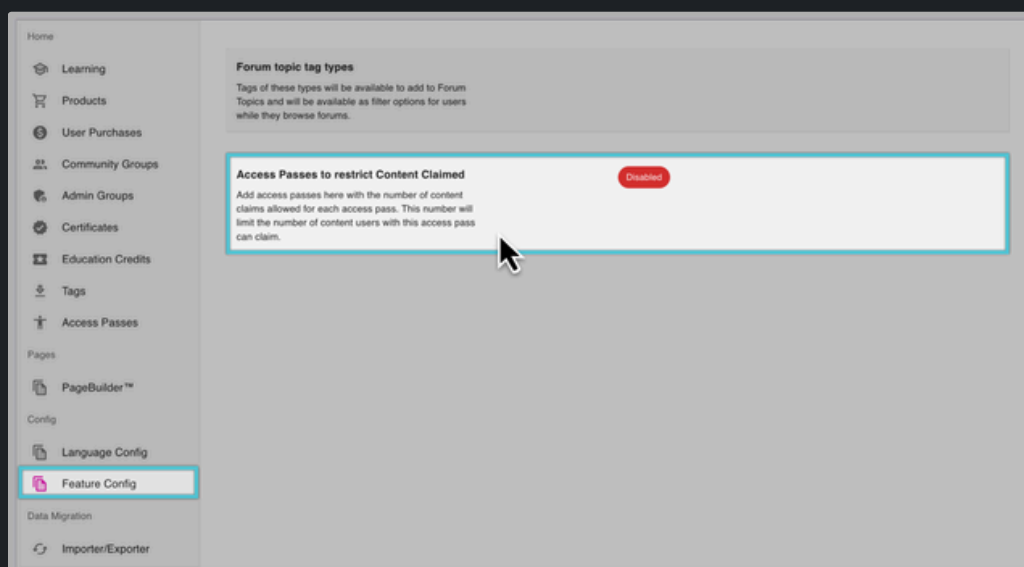 Home
Learning
Products
User Purchases
Community Groups
Admin Groups
Certificates
Education Credits
Tags
Access Passes
Pages
PageBuilder™
Config
Language Config
Feature Config
Data Migration
Importer/Exporter
Forum topic tag types
Tags of these types will be available to add to Forum
Topics and will be available as filter options for users
while they browse forums.
Access Passes to restrict Content Claimed
Disabled
Add access passes here with the number of content
claims allowed for each access pass. This number will
limit the number of content users with this access pass
can claim.